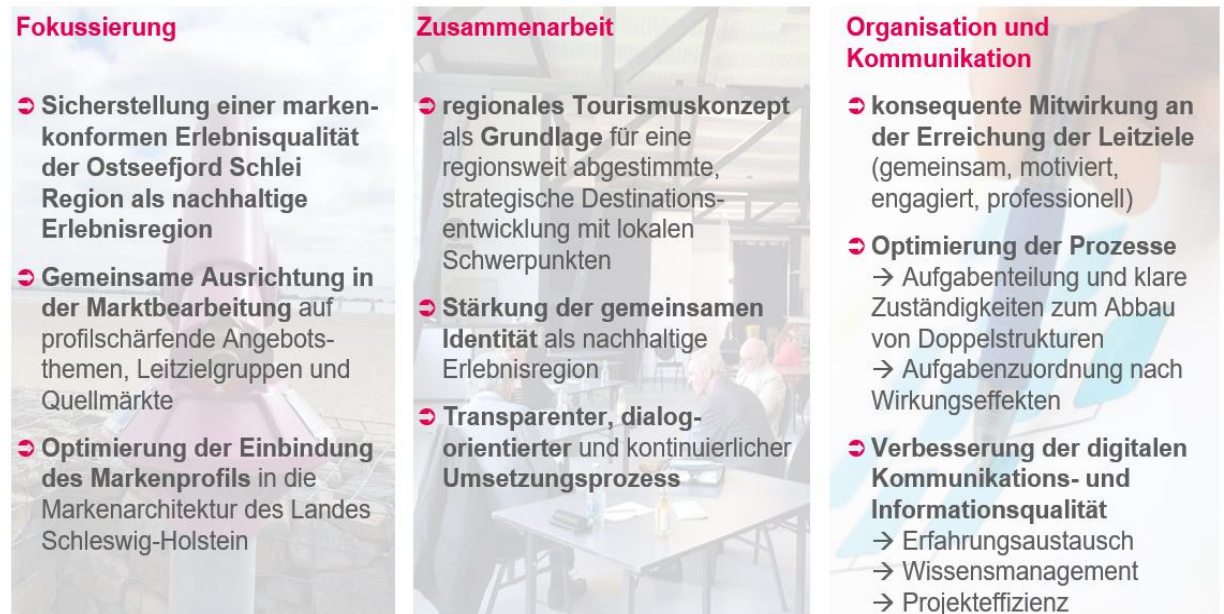 Fokussierung
➲ Sicherstellung einer marken-
konformen Erlebnisqualität
der Ostseefjord Schlei
Region als nachhaltige
Erlebnisregion
➲ Gemeinsame Ausrichtung in
der Marktbearbeitung auf
profilschärfende Angebots-
themen, Leitzielgruppen und
Quellmärkte
➲ Optimierung der Einbindung
des Markenprofils in die
Markenarchitektur des Landes
Schleswig-Holstein
Zusammenarbeit
➲ regionales Tourismuskonzept
als Grundlage für eine
regionsweit abgestimmte,
strategische Destinations-
entwicklung mit lokalen
Schwerpunkten
➲ Stärkung der gemeinsamen
Identität als nachhaltige
Erlebnisregion
➲ Transparenter, dialog-
orientierter und kontinuierlicher
Umsetzungsprozess
Organisation und
Kommunikation
➲ konsequente Mitwirkung an
der Erreichung der Leitziele
(gemeinsam, motiviert,
engagiert, professionell)
➲ Optimierung der Prozesse
→ Aufgabenteilung und klare
Zuständigkeiten zum Abbau
von Doppelstrukturen
→ Aufgabenzuordnung nach
Wirkungseffekten
➲ Verbesserung der digitalen
Kommunikations- und
Informationsqualität
→ Erfahrungsaustausch
→ Wissensmanagement
→ Projekteffizienz